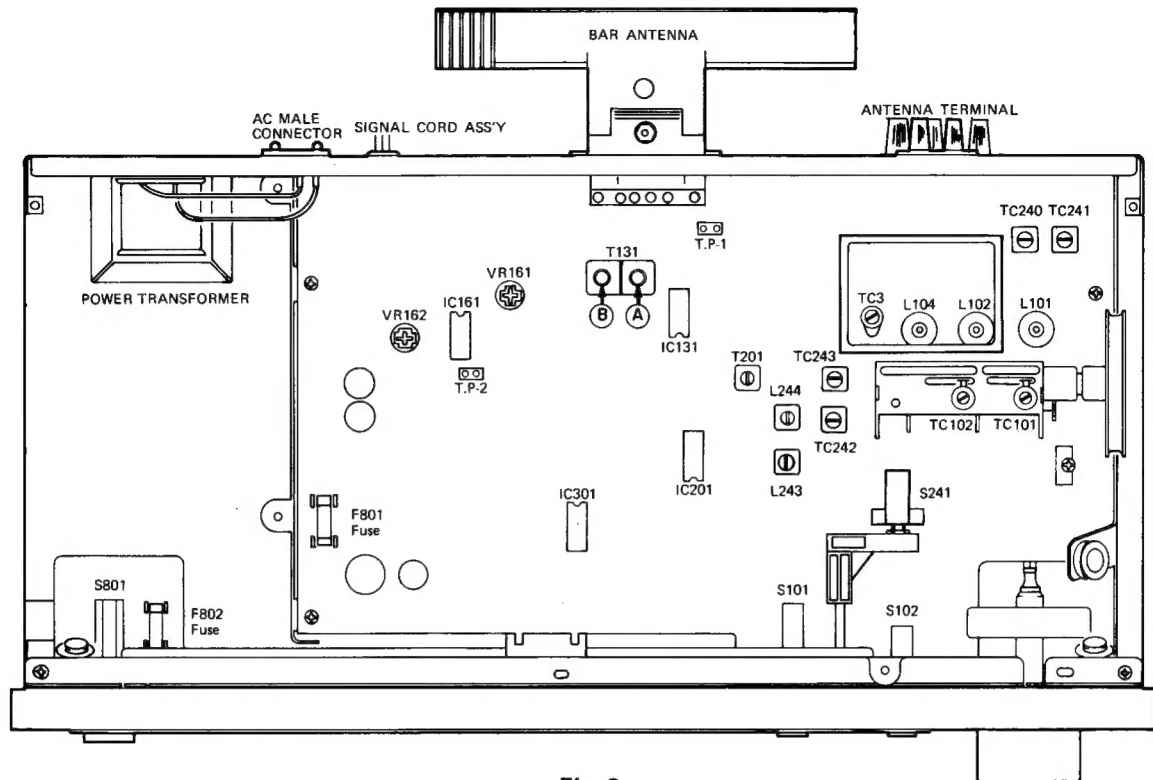 BAR ANTENNA
AC MALE
CONNECTOR
SIGNAL CORD ASS'Y
ANTENNA TERMINAL
TC240 TC241
T.P-1
T131
VR161
POWER TRANSFORMER
IC161
VR162
B
A
TC3
L104
L102
L101
IC131
T.P-2
T201
TC243
L244
TC102
TC101
TC242
L243
IC201
S241
IC301
F801
Fuse
S801
F802
Fuse
S101
S102